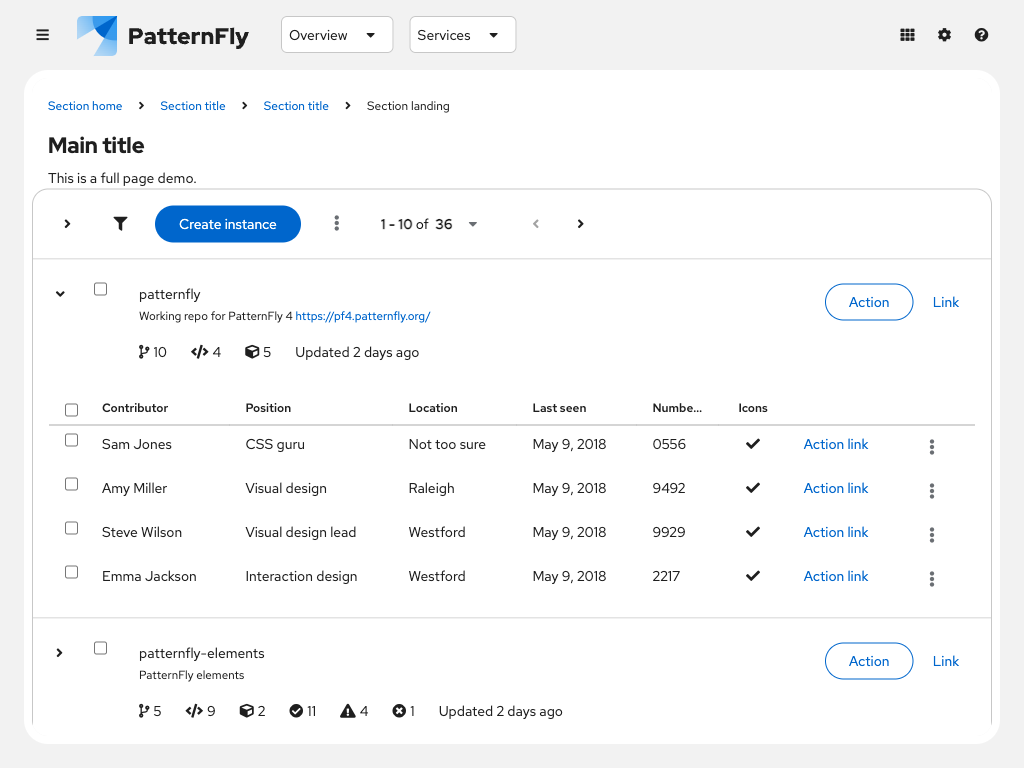 PatternFly Overview Services
Section home Section title Section title Section landing
Main title
This is a full page demo.
Create instance 1 - 10 of 36
patternfly Action Link
Working repo for PatternFly 4 https://pf4.patternfly.org/
10 4 5 Updated 2 days ago
Contributor Position Location Last seen Numbe... Icons
Sam Jones CSS guru Not too sure May 9, 2018 0556 Action link
Amy Miller Visual design Raleigh May 9, 2018 9492 Action link
Steve Wilson Visual design lead Westford May 9, 2018 9929 Action link
Emma Jackson Interaction design Westford May 9, 2018 2217 Action link
patternfly-elements Action Link
PatternFly elements
5 9 2 11 4 1 Updated 2 days ago